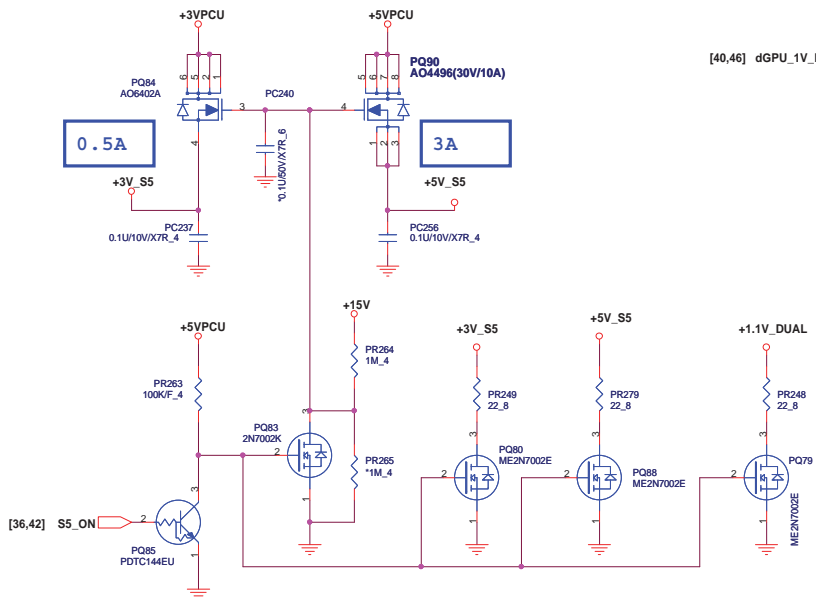 +3VPCU
+5VPCU
PQ90
AO4496(30V/10A)
[40,46] dGPU_1V_
PQ84
AO6402A
6
5
2
1
5
6
7
8
PC240
3
4
4
1
2
3
0.5A
3A
*0.1U/50V/X7R_6
+3V_S5
+5V_S5
PC237
0.1U/10V/X7R_4
PC256
0.1U/10V/X7R_4
+15V
+5VPCU
+3V_S5
+5V_S5
+1.1V_DUAL
PR264
1M_4
PR263
100K/F_4
PR249
22_8
PR279
22_8
PR248
22_8
PQ83
2N7002K
3
2
1
PR265
*1M_4
PQ80
ME2N7002E
3
2
1
PQ88
ME2N7002E
3
2
1
PQ79
ME2N7002E
3
2
1
[36,42] S5_ON
2
3
1
PQ85
PDTC144EU